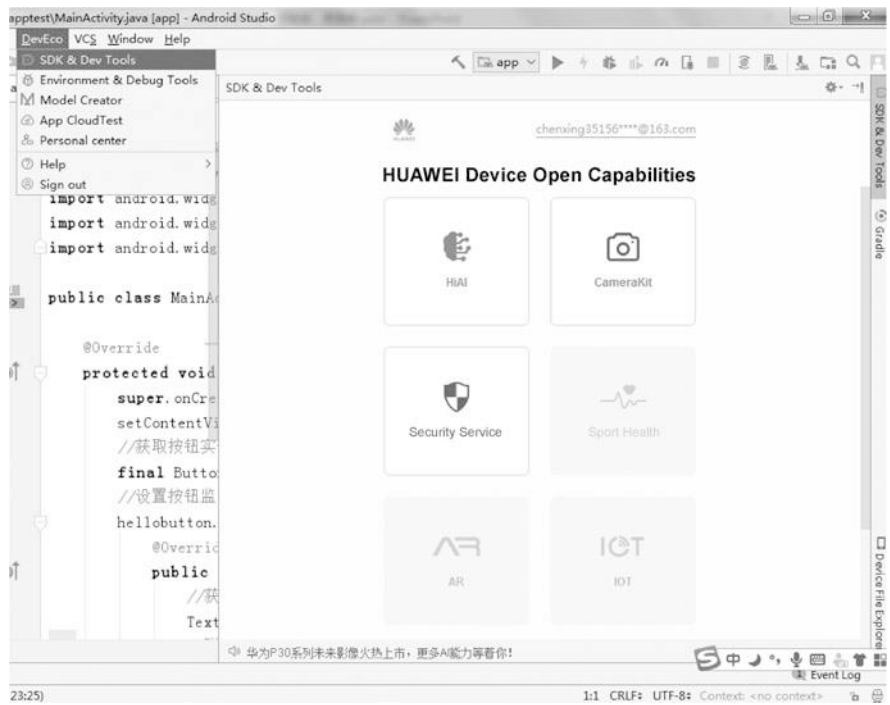 apptest\MainActivity.java [app] - Android Studio
DevEco VCS Window Help
SDK & Dev Tools
Environment & Debug Tools
Model Creator
App CloudTest
Personal center
Help
Sign out
app
SDK & Dev Tools
HUAWEI
chenxing35156****@163.com
HUAWEI Device Open Capabilities
HiAI
CameraKit
Security Service
Sport Health
AR
IOT
AR
IOT
华为P30系列未来影像火热上市，更多AI能力等着你!
import android.widg
import android.widg
import android.widg
public class MainAc
@Override
protected void
super.onCre
setContentVi
//获取按钮实
final Butto
//设置按钮监
hellobutton.
@Overrid
public
//获
Text
SDK & Dev Tools
Gradle
Device File Explorer
中
Event Log
23:25)
1:1 CRLF: UTF-8: Context: <no context>